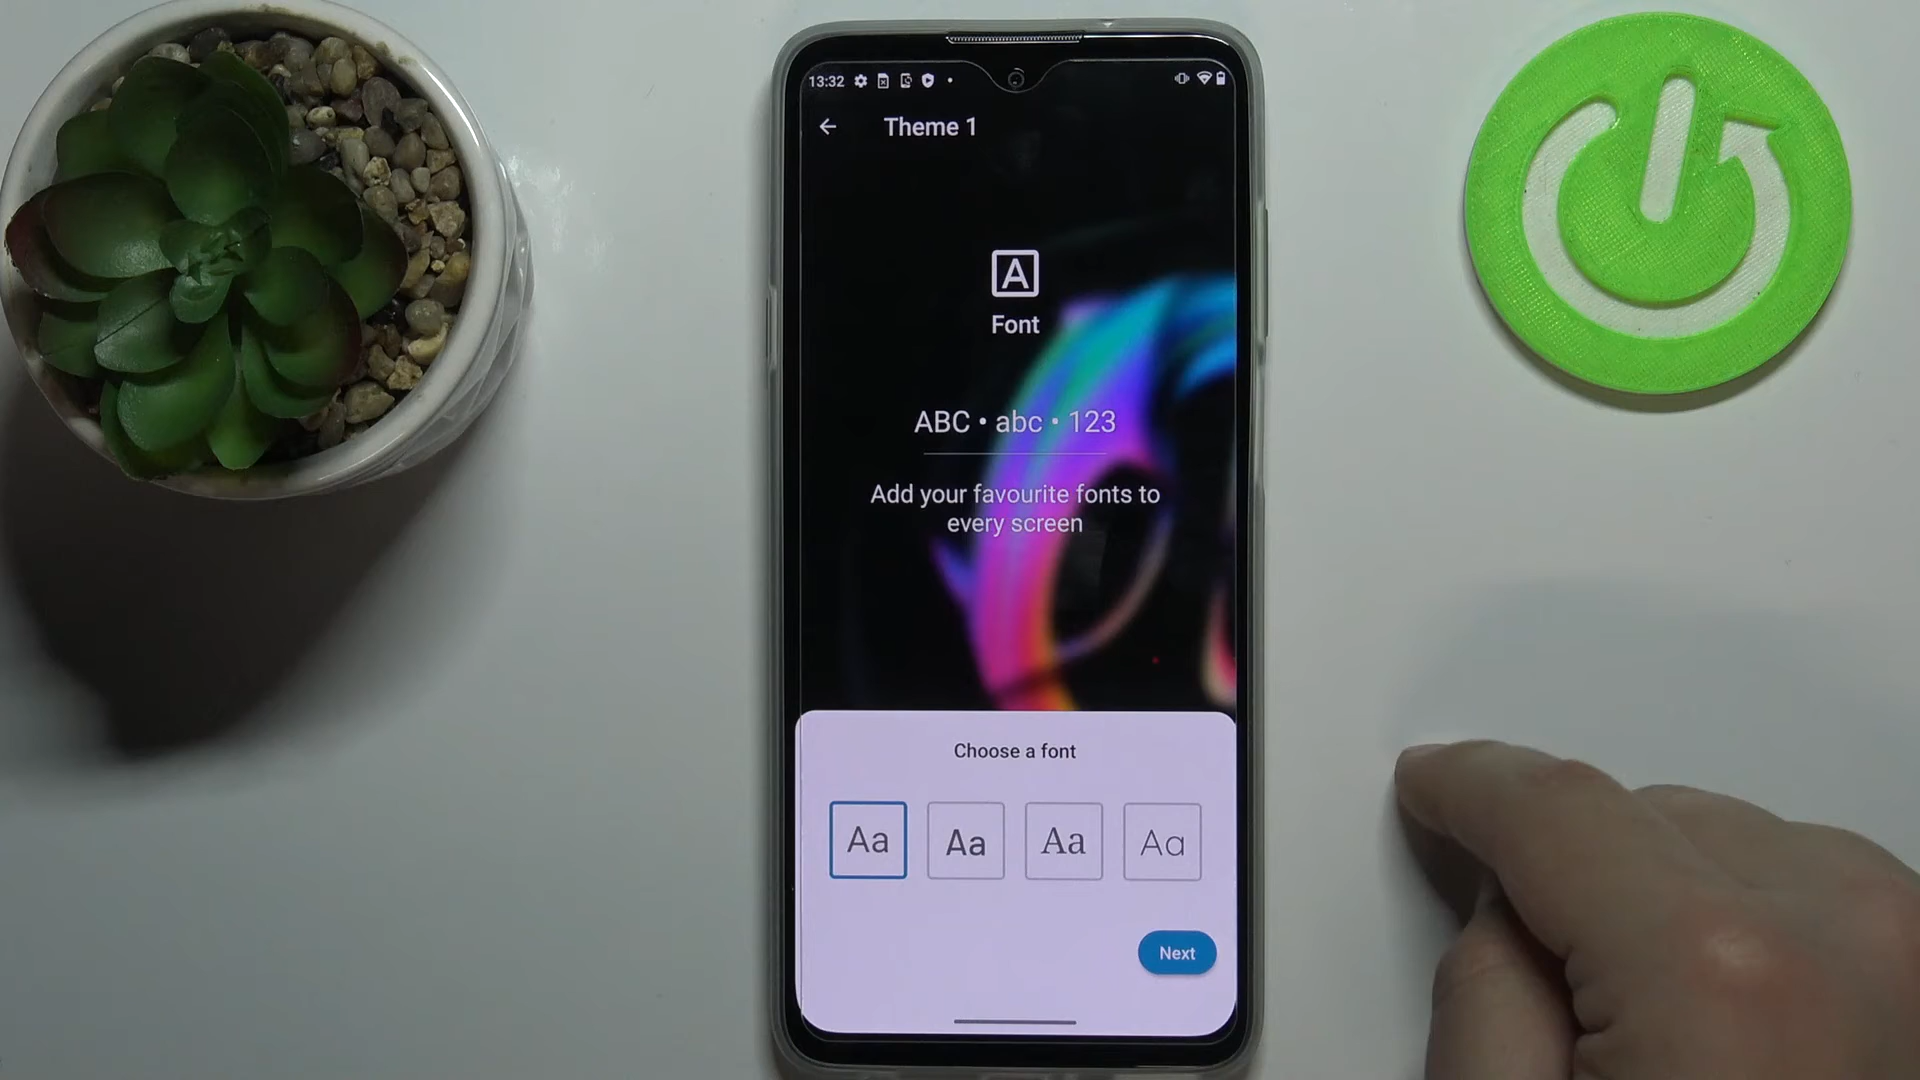 13:32
Theme 1
A
Font
ABC • abc • 123
Add your favourite fonts to
every screen
Choose a font
Aa Aa Aa Aa
Next